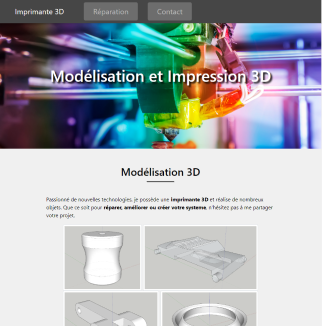 Imprimante 3D Réparation Contact
Modélisation et Impression 3D
Modélisation 3D
Passionné de nouvelles technologies, je possède une imprimante 3D et réalise de nombreux
objets. Que ce soit pour réparer, améliorer ou créer votre systeme, n'hésitez pas à me partager
votre projet.